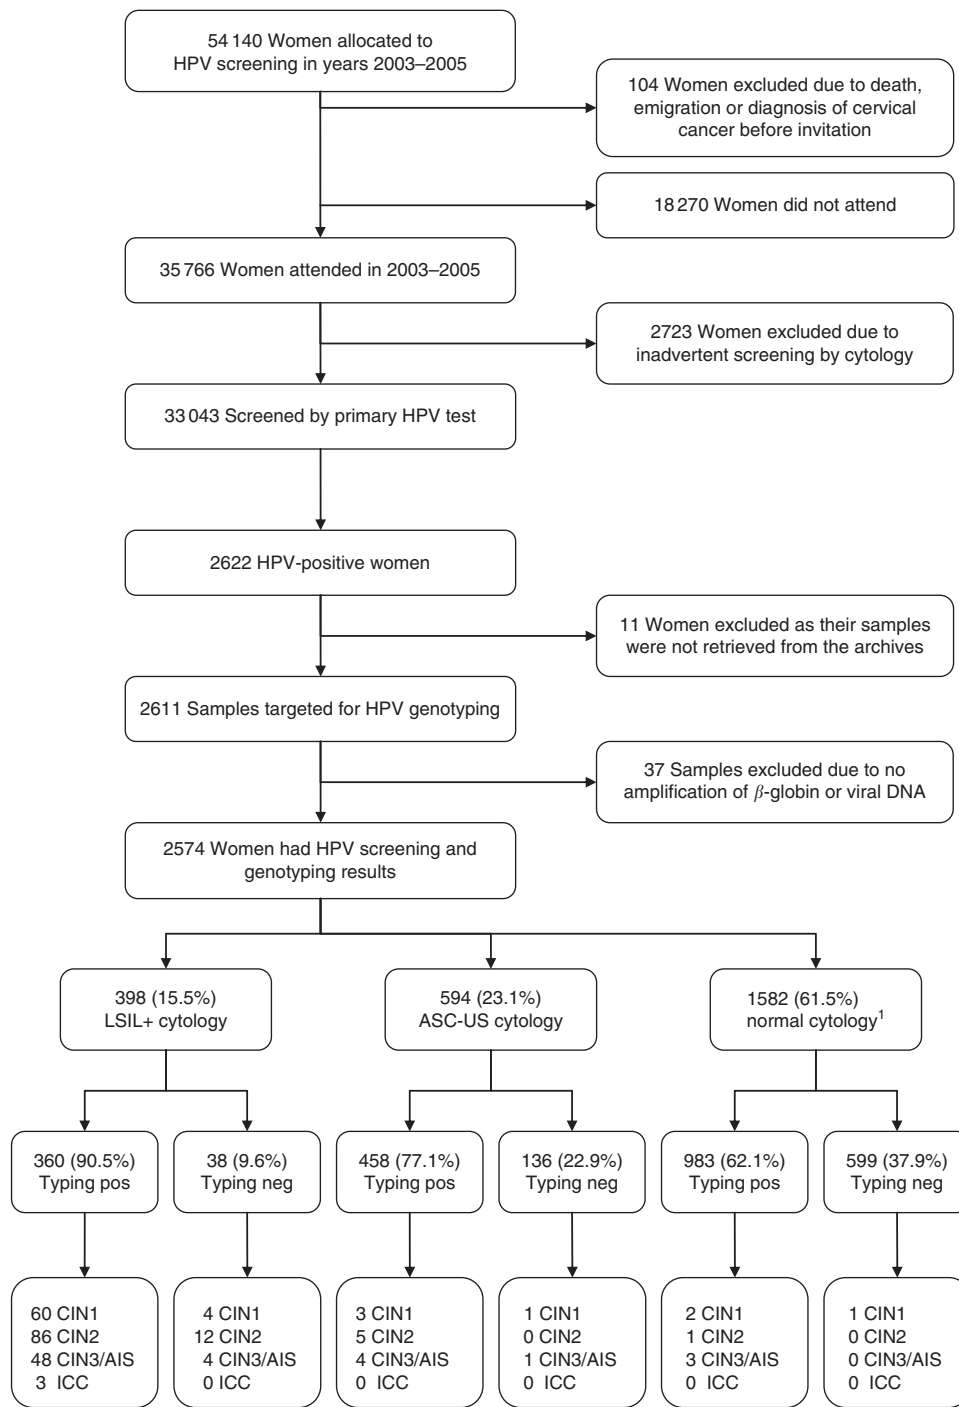 54 140 Women allocated to
HPV screening in years 2003–2005
104 Women excluded due to death,
emigration or diagnosis of cervical
cancer before invitation
18 270 Women did not attend
35 766 Women attended in 2003–2005
2723 Women excluded due to
inadvertent screening by cytology
33 043 Screened by primary HPV test
2622 HPV-positive women
11 Women excluded as their samples
were not retrieved from the archives
2611 Samples targeted for HPV genotyping
37 Samples excluded due to no
amplification of β-globin or viral DNA
2574 Women had HPV screening and
genotyping results
398 (15.5%)
LSIL+ cytology
594 (23.1%)
ASC-US cytology
1582 (61.5%)
normal cytology¹
360 (90.5%)
Typing pos
38 (9.6%)
Typing neg
458 (77.1%)
Typing pos
136 (22.9%)
Typing neg
983 (62.1%)
Typing pos
599 (37.9%)
Typing neg
60 CIN1
86 CIN2
48 CIN3/AIS
3 ICC
4 CIN1
12 CIN2
4 CIN3/AIS
0 ICC
3 CIN1
5 CIN2
4 CIN3/AIS
0 ICC
1 CIN1
0 CIN2
1 CIN3/AIS
0 ICC
2 CIN1
1 CIN2
3 CIN3/AIS
0 ICC
1 CIN1
0 CIN2
0 CIN3/AIS
0 ICC